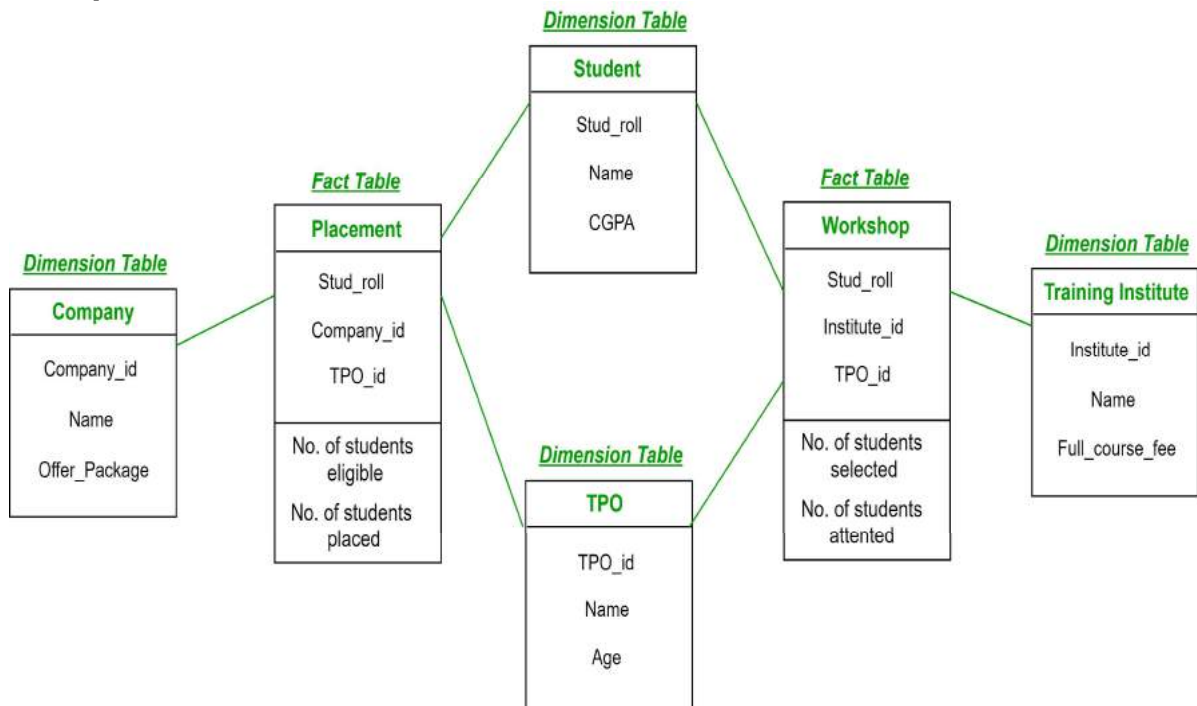 Dimension Table
Student
Stud_roll
Name
CGPA
Fact Table
Placement
Stud_roll
Company_id
TPO_id
No. of students
eligible
No. of students
placed
Fact Table
Workshop
Stud_roll
Institute_id
TPO_id
No. of students
selected
No. of students
attented
Dimension Table
Company
Company_id
Name
Offer_Package
Dimension Table
Training Institute
Institute_id
Name
Full_course_fee
Dimension Table
TPO
TPO_id
Name
Age